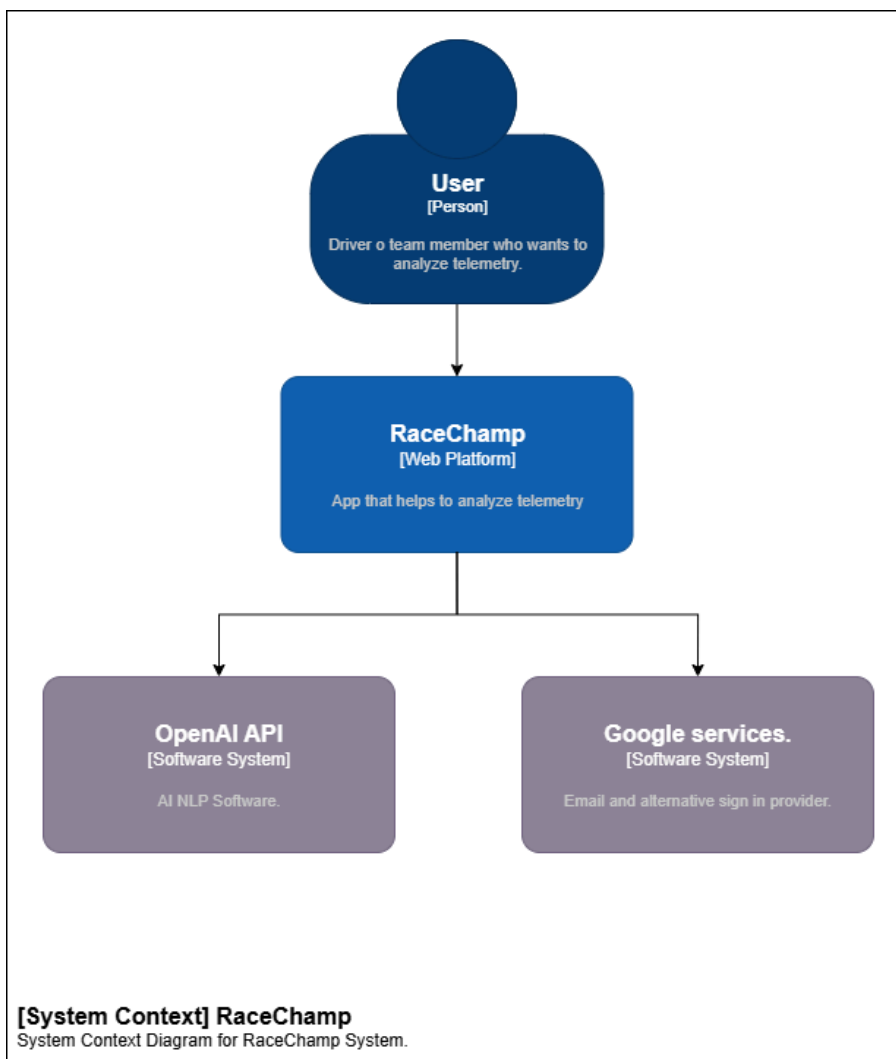 User
[Person]
Driver o team member who wants to
analyze telemetry.
RaceChamp
[Web Platform]
App that helps to analyze telemetry
OpenAI API
[Software System]
AI NLP Software.
Google services.
[Software System]
Email and alternative sign in provider.
[System Context] RaceChamp
System Context Diagram for RaceChamp System.